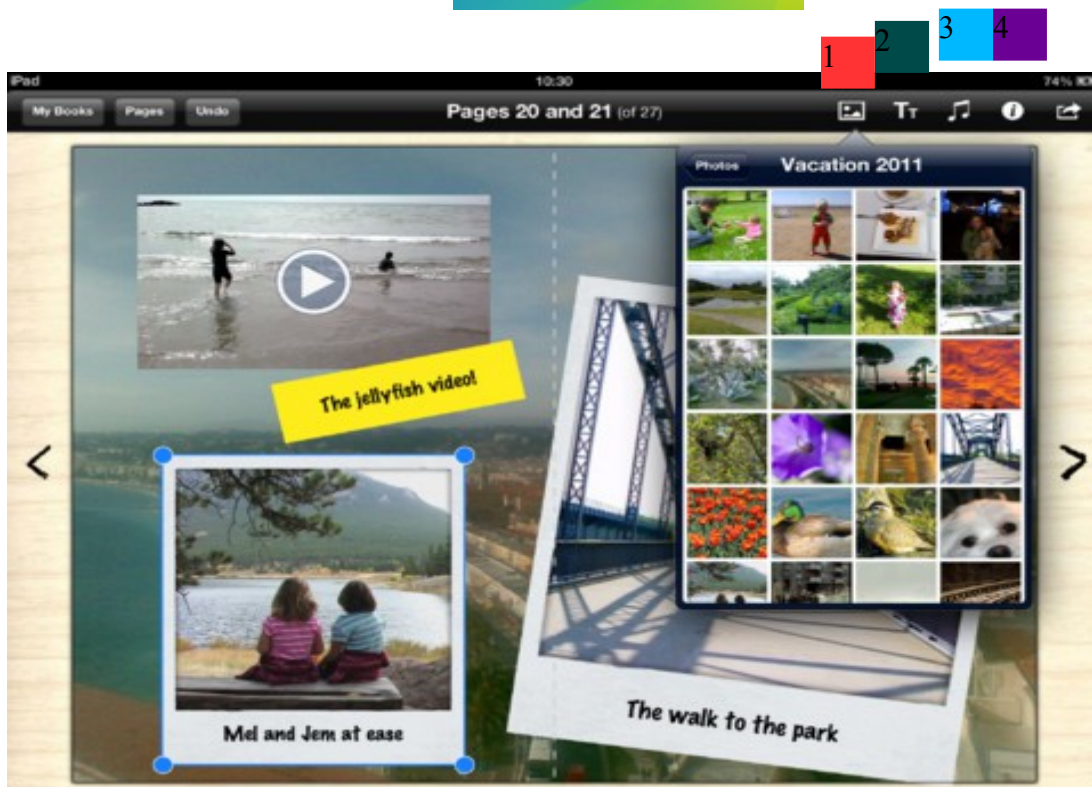 1
2
3 4
iPad 10:30 74%
My Books Pages Undo Pages 20 and 21 (of 27) TT i
Photos Vacation 2011
The jellyfish video!
Mel and Jem at ease
The walk to the park